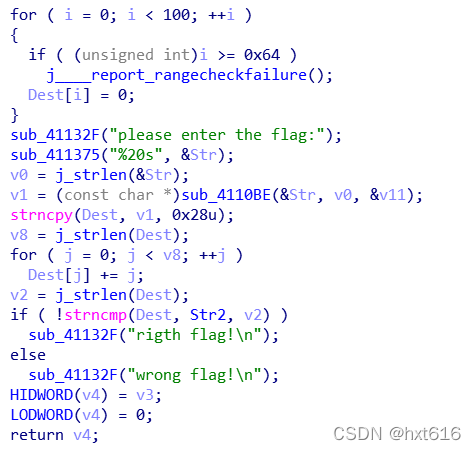 for ( i = 0; i < 100; ++i )
{
if ( (unsigned int)i >= 0x64 )
j____report_rangecheckfailure();
Dest[i] = 0;
}
sub_41132F("please enter the flag:");
sub_411375("%20s", &Str);
v0 = j_strlen(&Str);
v1 = (const char *)sub_4110BE(&Str, v0, &v11);
strncpy(Dest, v1, 0x28u);
v8 = j_strlen(Dest);
for ( j = 0; j < v8; ++j )
Dest[j] += j;
v2 = j_strlen(Dest);
if ( !strncmp(Dest, Str2, v2) )
sub_41132F("rigth flag!\n");
else
sub_41132F("wrong flag!\n");
HIDWORD(v4) = v3;
LODWORD(v4) = 0;
return v4;
CSDN @hxt616